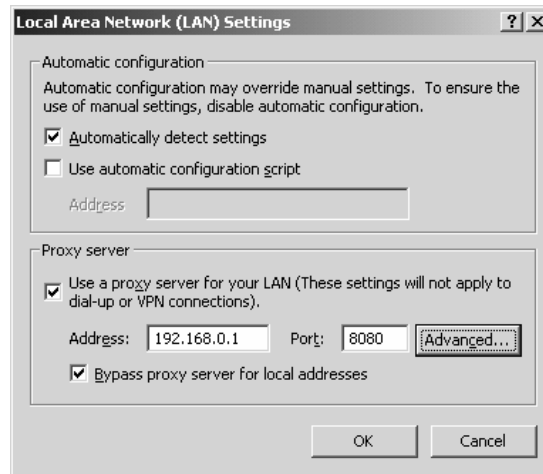 Local Area Network (LAN) Settings
Automatic configuration
Automatic configuration may override manual settings. To ensure the
use of manual settings, disable automatic configuration.
Automatically detect settings
Use automatic configuration script
Address
Proxy server
Use a proxy server for your LAN (These settings will not apply to
dial-up or VPN connections).
Address: 192.168.0.1 Port: 8080 Advanced...
Bypass proxy server for local addresses
OK Cancel